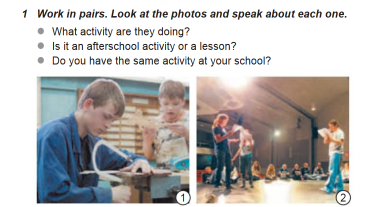 1 Work in pairs. Look at the photos and speak about each one.
● What activity are they doing?
● Is it an afterschool activity or a lesson?
● Do you have the same activity at your school?
1 2